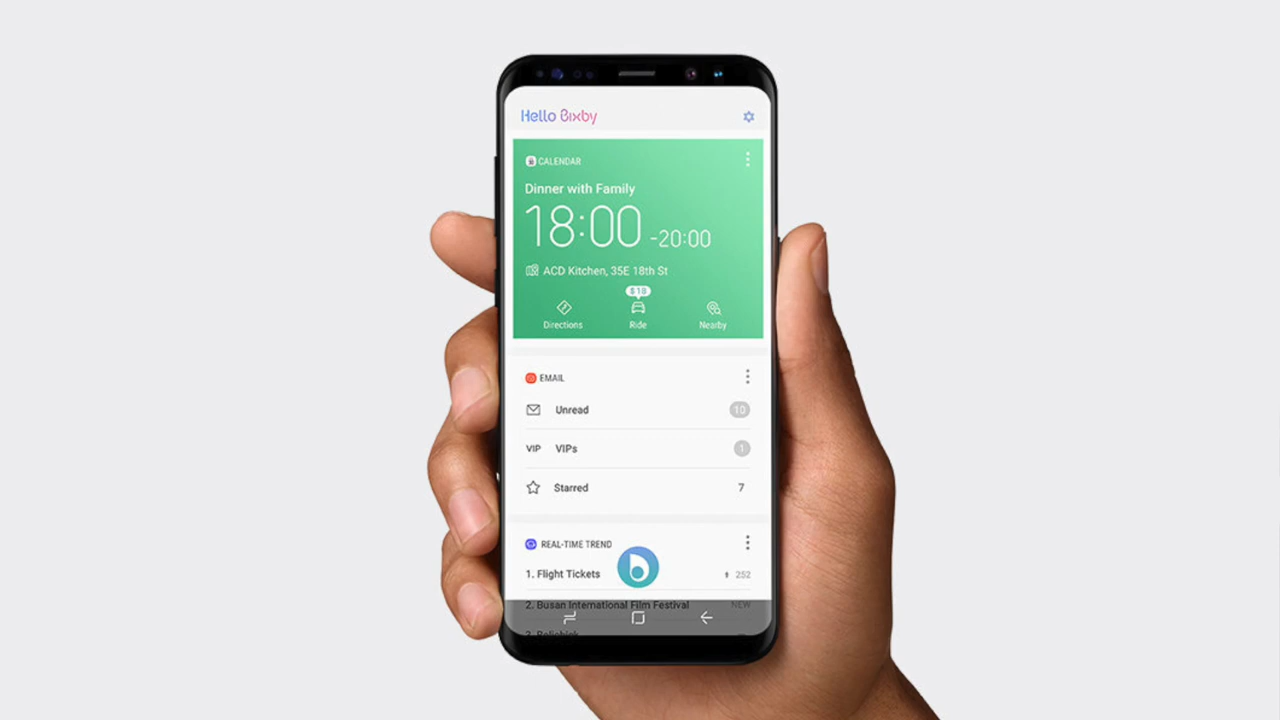 Hello Bixby
CALENDAR
Dinner with Family
18:00 -20:00
ACD Kitchen, 35E 18th St
$18
Directions Ride Nearby
EMAIL
Unread 10
VIP VIPs 1
Starred 7
REAL-TIME TREND
1. Flight Tickets 252
2. Busan International Film Festival NEW